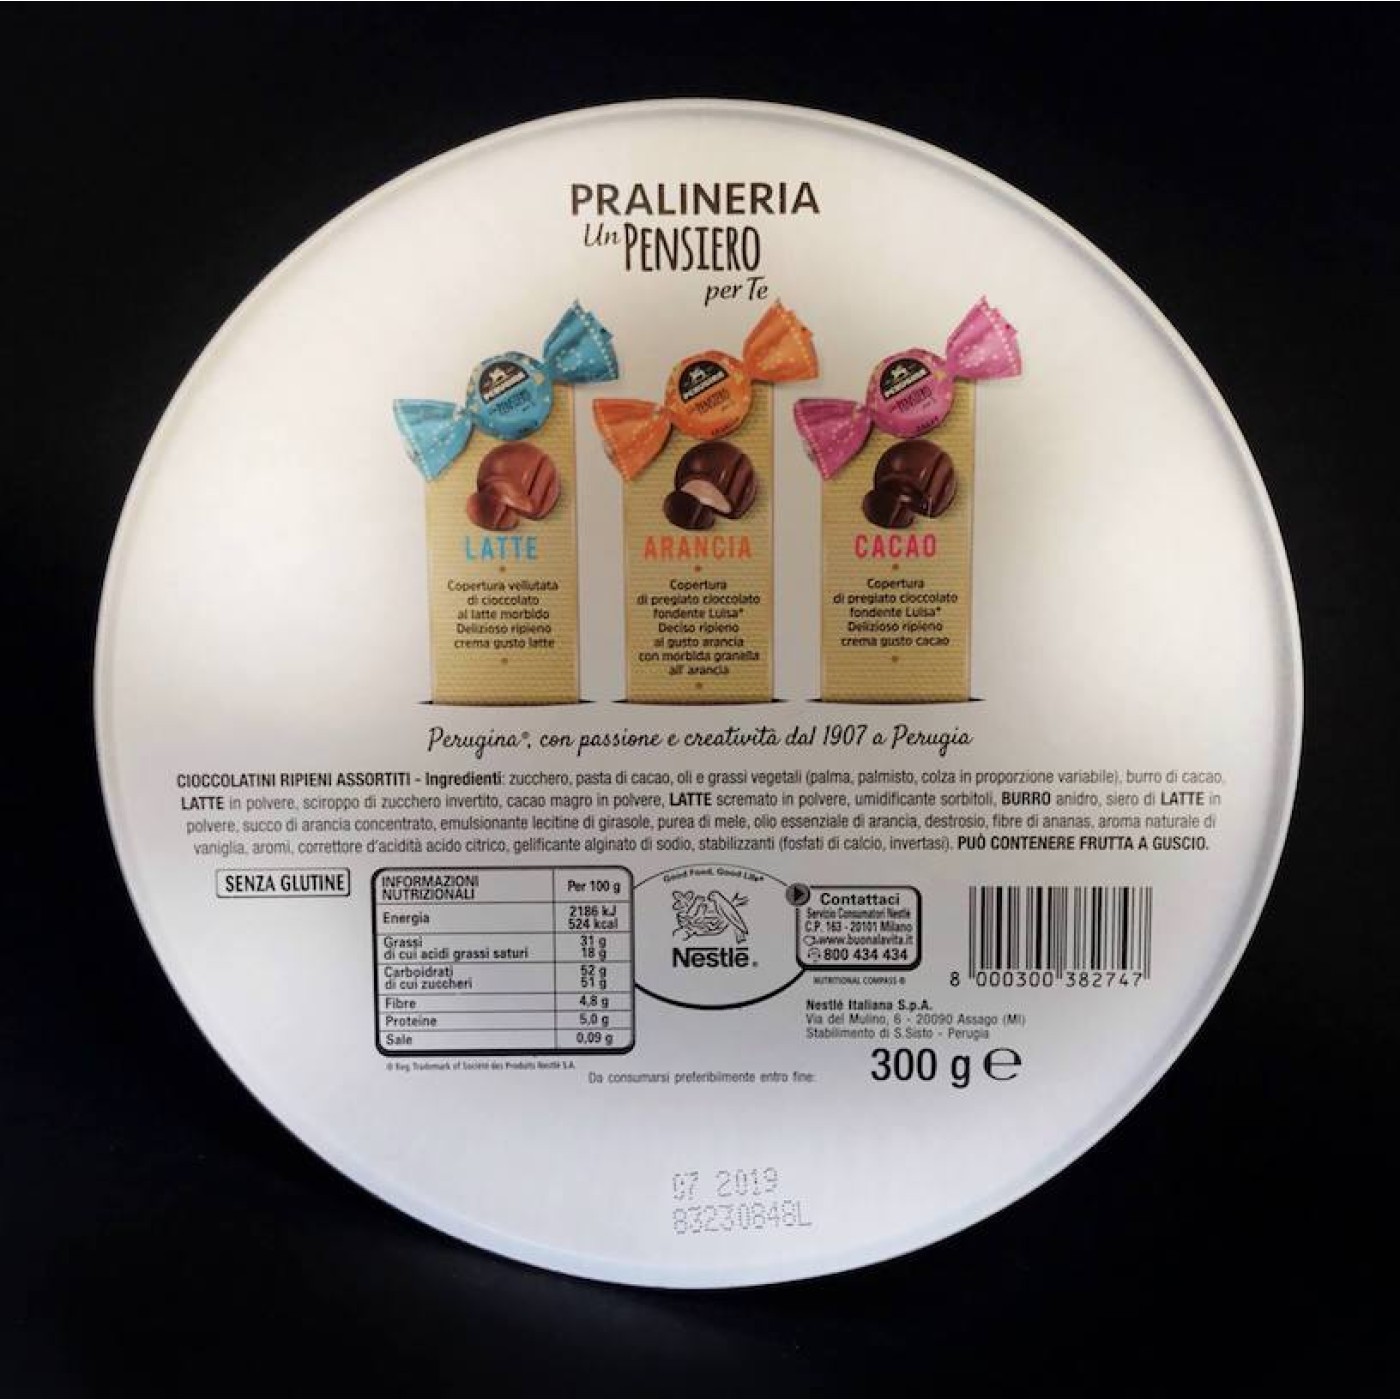 PRALINERIA
Un PENSIERO
per Te
PERUGINA
PERUGINA
PERUGINA
LATTE
Copertura vellutata
di cioccolato
al latte morbido
Delizioso ripieno
crema gusto latte
ARANCIA
Copertura
di pregiato cioccolato
fondente Luisa®
Deciso ripieno
al gusto arancia
con morbida granella
all'arancia
CACAO
Copertura
di pregiato cioccolato
fondente Luisa®
Delizioso ripieno
crema gusto cacao
Perugina®, con passione e creatività dal 1907 a Perugia
CIOCCOLATINI RIPIENI ASSORTITI - Ingredienti: zucchero, pasta di cacao, oli e grassi vegetali (palma, palmisto, colza in proporzione variabile), burro di cacao,
LATTE in polvere, sciroppo di zucchero invertito, cacao magro in polvere, LATTE scremato in polvere, umidificante sorbitoli, BURRO anidro, siero di LATTE in
polvere, succo di arancia concentrato, emulsionante lecitine di girasole, purea di mele, olio essenziale di arancia, destrosio, fibre di ananas, aroma naturale di
vaniglia, aromi, correttore d'acidità acido citrico, gelificante alginato di sodio, stabilizzanti (fosfati di calcio, invertasi). PUÒ CONTENERE FRUTTA A GUSCIO.
SENZA GLUTINE
INFORMAZIONI NUTRIZIONALI Per 100 g
Energia 2186 kJ 524 kcal
Grassi 31 g
di cui acidi grassi saturi 18 g
Carboidrati 52 g
di cui zuccheri 51 g
Fibre 4,8 g
Proteine 5,0 g
Sale 0,09 g
® Reg. Trademark of Société des Produits Nestlé S.A.
Good Food, Good Life®
Nestlé®
Contattaci
Servizio Consumatori Nestlé
C.P. 163 - 20101 Milano
www.buonalavita.it
800 434 434
NUTRITIONAL COMPASS ®
8 000300 382747
Nestlé Italiana S.p.A.
Via del Mulino, 6 - 20090 Assago (MI)
Stabilimento di S.Sisto - Perugia
300 g ℮
Da consumarsi preferibilmente entro fine:
07 2019
83230848L